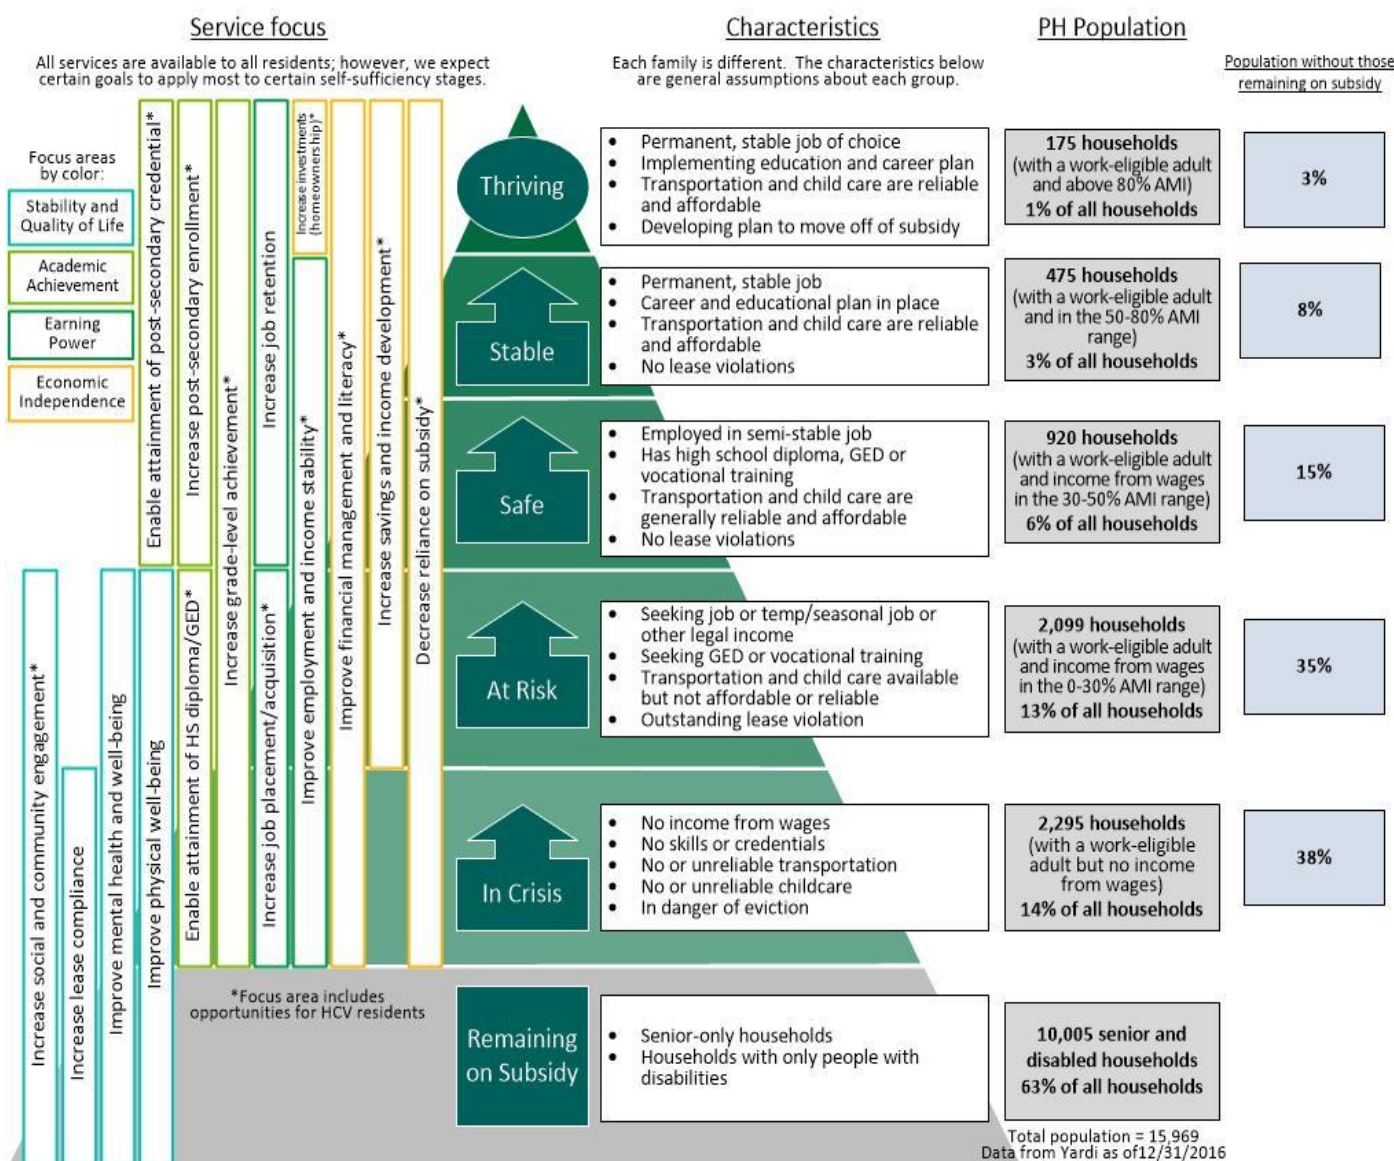 Service focus
All services are available to all residents; however, we expect
certain goals to apply most to certain self-sufficiency stages.
Characteristics
Each family is different. The characteristics below
are general assumptions about each group.
PH Population
Population without those
remaining on subsidy
Focus areas
by color:
Stability and
Quality of Life
Academic
Achievement
Earning
Power
Economic
Independence
Increase social and community engagement*
Increase lease compliance
Improve mental health and well-being
Improve physical well-being
Enable attainment of post-secondary credential*
Increase post-secondary enrollment*
Enable attainment of HS diploma/GED*
Increase grade-level achievement*
Increase job retention
Increase job placement/acquisition*
Increase investments
(homeownership)*
Improve employment and income stability*
Improve financial management and literacy*
Increase savings and income development*
Decrease reliance on subsidy*
Thriving
• Permanent, stable job of choice
• Implementing education and career plan
• Transportation and child care are reliable
and affordable
• Developing plan to move off of subsidy
175 households
(with a work-eligible adult
and above 80% AMI)
1% of all households
3%
Stable
• Permanent, stable job
• Career and educational plan in place
• Transportation and child care are reliable
and affordable
• No lease violations
475 households
(with a work-eligible adult
and in the 50-80% AMI
range)
3% of all households
8%
Safe
• Employed in semi-stable job
• Has high school diploma, GED or
vocational training
• Transportation and child care are
generally reliable and affordable
• No lease violations
920 households
(with a work-eligible adult
and income from wages
in the 30-50% AMI range)
6% of all households
15%
At Risk
• Seeking job or temp/seasonal job or
other legal income
• Seeking GED or vocational training
• Transportation and child care available
but not affordable or reliable
• Outstanding lease violation
2,099 households
(with a work-eligible adult
and income from wages
in the 0-30% AMI range)
13% of all households
35%
In Crisis
• No income from wages
• No skills or credentials
• No or unreliable transportation
• No or unreliable childcare
• In danger of eviction
2,295 households
(with a work-eligible
adult but no income
from wages)
14% of all households
38%
*Focus area includes
opportunities for HCV residents
Remaining
on Subsidy
• Senior-only households
• Households with only people with
disabilities
10,005 senior and
disabled households
63% of all households
Total population = 15,969
Data from Yardi as of12/31/2016